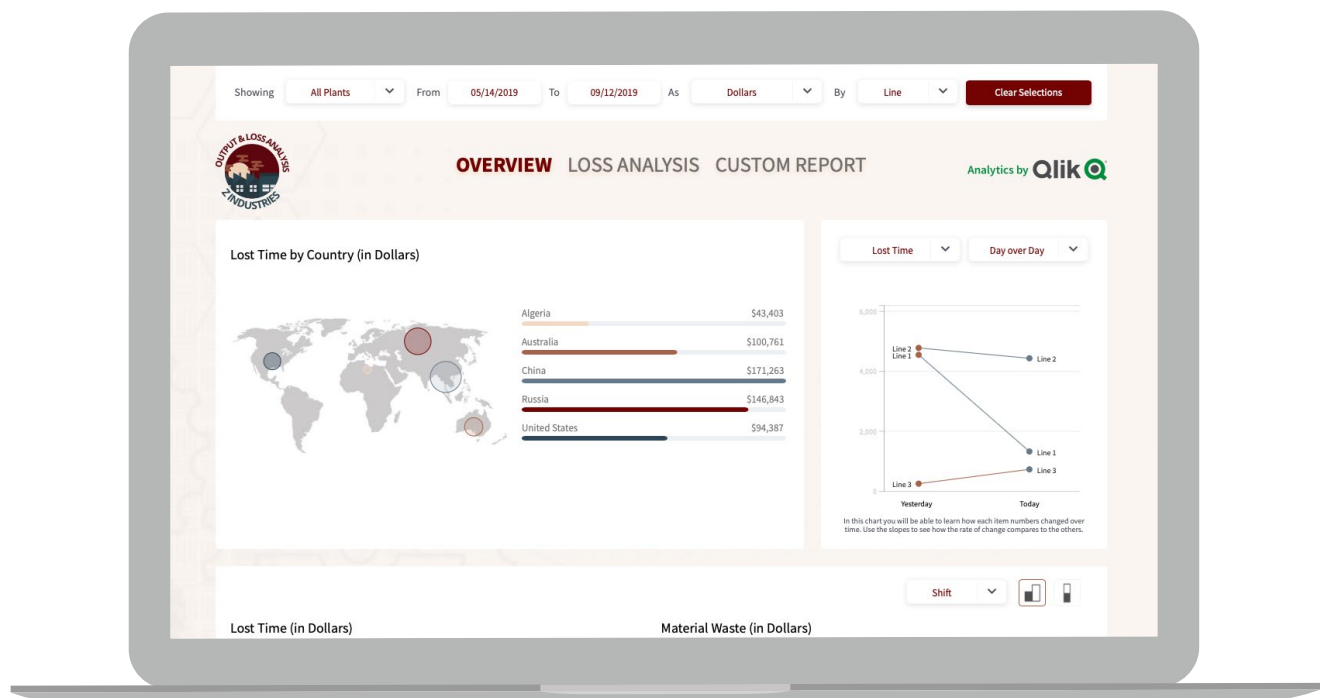 Showing All Plants From 05/14/2019 To 09/12/2019 As Dollars By Line Clear Selections
OUTPUT & LOSS ANALYSIS
Z INDUSTRIES
OVERVIEW LOSS ANALYSIS CUSTOM REPORT
Analytics by Qlik
Lost Time by Country (in Dollars)
Algeria $43,403
Australia $100,761
China $171,263
Russia $146,843
United States $94,387
Lost Time Day over Day
6,000
Line 2
Line 1
Line 2
4,000
2,000
Line 1
Line 3
Line 3
0
Yesterday Today
In this chart you will be able to learn how each item numbers changed over
time. Use the slopes to see how the rate of change compares to the others.
Shift
Lost Time (in Dollars) Material Waste (in Dollars)